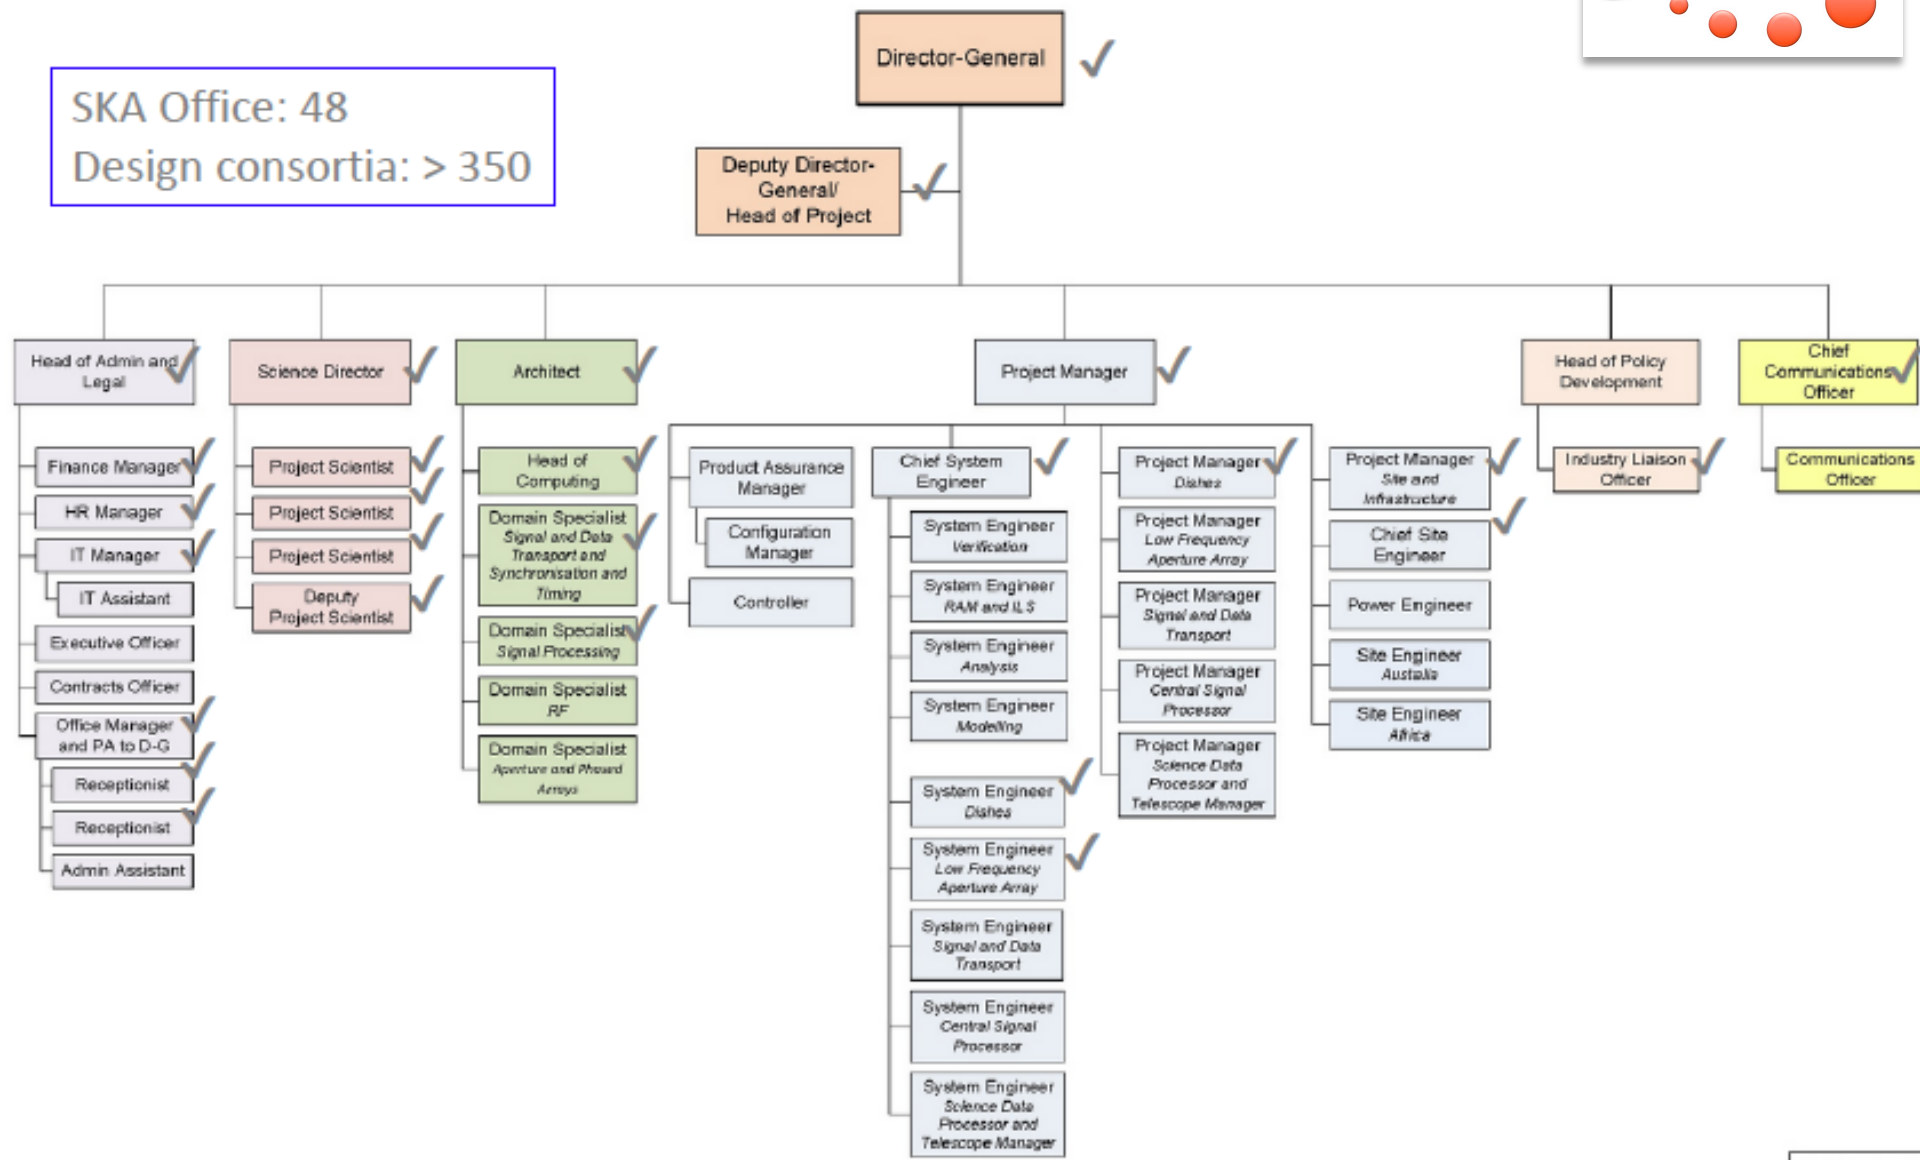 Director-General
SKA Office: 48
Design consortia: > 350
Deputy Director-
General/
Head of Project
Head of Admin and
Legal
Science Director
Architect
Project Manager
Head of Policy
Development
Chief
Communications
Officer
Finance Manager
HR Manager
IT Manager
IT Assistant
Executive Officer
Contracts Officer
Office Manager
and PA to D-G
Receptionist
Receptionist
Admin Assistant
Project Scientist
Project Scientist
Project Scientist
Deputy
Project Scientist
Head of
Computing
Domain Specialist
Signal and Data
Transport and
Synchronisation and
Timing
Domain Specialist
Signal Processing
Domain Specialist
RF
Domain Specialist
Aperture and Phased
Arrays
Product Assurance
Manager
Configuration
Manager
Controller
Chief System
Engineer
System Engineer
Verification
System Engineer
RAM and ILS
System Engineer
Analysis
System Engineer
Modelling
System Engineer
Dishes
System Engineer
Low Frequency
Aperture Array
System Engineer
Signal and Data
Transport
System Engineer
Central Signal
Processor
System Engineer
Science Data
Processor and
Telescope Manager
Project Manager
Dishes
Project Manager
Low Frequency
Aperture Array
Project Manager
Signal and Data
Transport
Project Manager
Central Signal
Processor
Project Manager
Science Data
Processor and
Telescope Manager
Project Manager
Site and
Infrastructure
Chief Site
Engineer
Power Engineer
Site Engineer
Austalia
Site Engineer
Africa
Industry Liaison
Officer
Communications
Officer